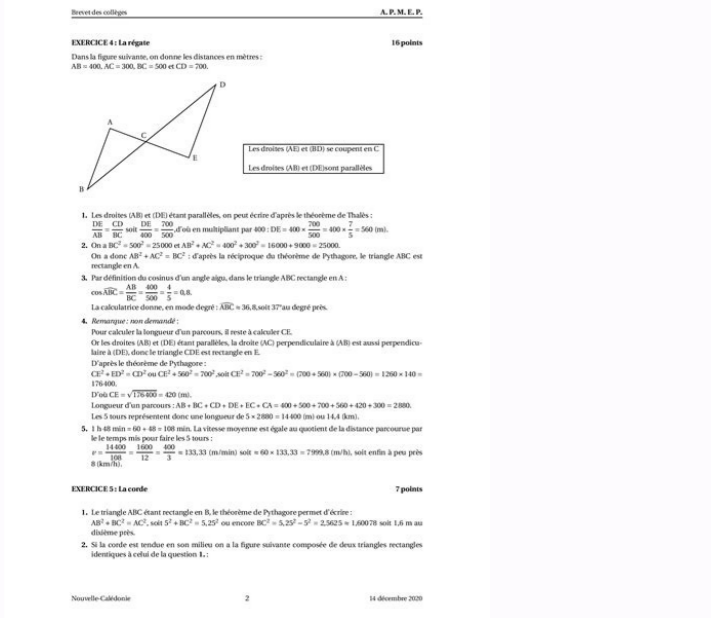 Brevet des collèges
A. P. M. E. P.
EXERCICE 4 : La régate
16 points
Dans la figure suivante, on donne les distances en mètres :
AB = 400, AC = 300, BC = 500 et CD = 700.
D
A
C
E
B
Les droites (AE) et (BD) se coupent en C
Les droites (AB) et (DE)sont parallèles
1. Les droites (AB) et (DE) étant parallèles, on peut écrire d'après le théorème de Thalès :
DE/AB = CD/BC soit DE/400 = 700/500, d'où en multipliant par 400 : DE = 400 × 700/500 = 400 × 7/5 = 560 (m).
2. On a BC² = 500² = 25000 et AB² + AC² = 400² + 300² = 16000 + 9000 = 25000.
On a donc AB² + AC² = BC² : d'après la réciproque du théorème de Pythagore, le triangle ABC est
rectangle en A.
3. Par définition du cosinus d'un angle aigu, dans le triangle ABC rectangle en A :
cos ABC = AB/BC = 400/500 = 4/5 = 0,8.
La calculatrice donne, en mode degré : ABC ≈ 36,8,soit 37°au degré près.
4. Remarque : non demandé :
Pour calculer la longueur d'un parcours, il reste à calculer CE.
Or les droites (AB) et (DE) étant parallèles, la droite (AC) perpendiculaire à (AB) est aussi perpendicu-
laire à (DE), donc le triangle CDE est rectangle en E.
D'après le théorème de Pythagore :
CE² + ED² = CD² ou CE² + 560² = 700²,soit CE² = 700² − 560² = (700 + 560) × (700 − 560) = 1260 × 140 =
176400.
D'où CE = √176400 = 420 (m).
Longueur d'un parcours : AB + BC + CD + DE + EC + CA = 400 + 500 + 700 + 560 + 420 + 300 = 2880.
Les 5 tours représentent donc une longueur de 5 × 2880 = 14400 (m) ou 14,4 (km).
5. 1 h 48 min = 60 + 48 = 108 min. La vitesse moyenne est égale au quotient de la distance parcourue par
le le temps mis pour faire les 5 tours :
v = 14400/108 = 1600/12 = 400/3 ≈ 133,33 (m/min) soit ≈ 60 × 133,33 ≈ 7999,8 (m/h), soit enfin à peu près
8 (km/h).
EXERCICE 5 : La corde
7 points
1. Le triangle ABC étant rectangle en B, le théorème de Pythagore permet d'écrire :
AB² + BC² = AC², soit 5² + BC² = 5,25² ou encore BC² = 5,25² − 5² = 2,5625 ≈ 1,60078 soit 1,6 m au
dixième près.
2. Si la corde est tendue en son milieu on a la figure suivante composée de deux triangles rectangles
identiques à celui de la question 1. :
Nouvelle-Calédonie
2
14 décembre 2020